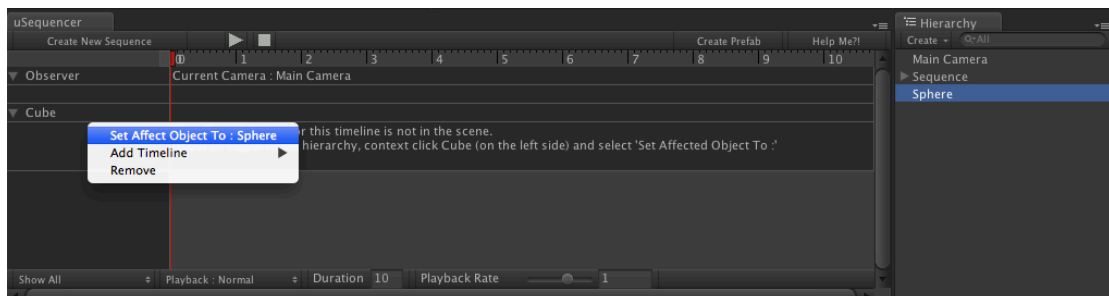 uSequencer
Create New Sequence
Create Prefab
Help Me?!
0 1 2 3 4 5 6 7 8 9 10
Observer
Current Camera : Main Camera
Cube
r this timeline is not in the scene.
hierarchy, context click Cube (on the left side) and select 'Set Affected Object To :'
Set Affect Object To : Sphere
Add Timeline
Remove
Show All
Playback : Normal
Duration 10
Playback Rate
1
Hierarchy
Create
All
Main Camera
Sequence
Sphere